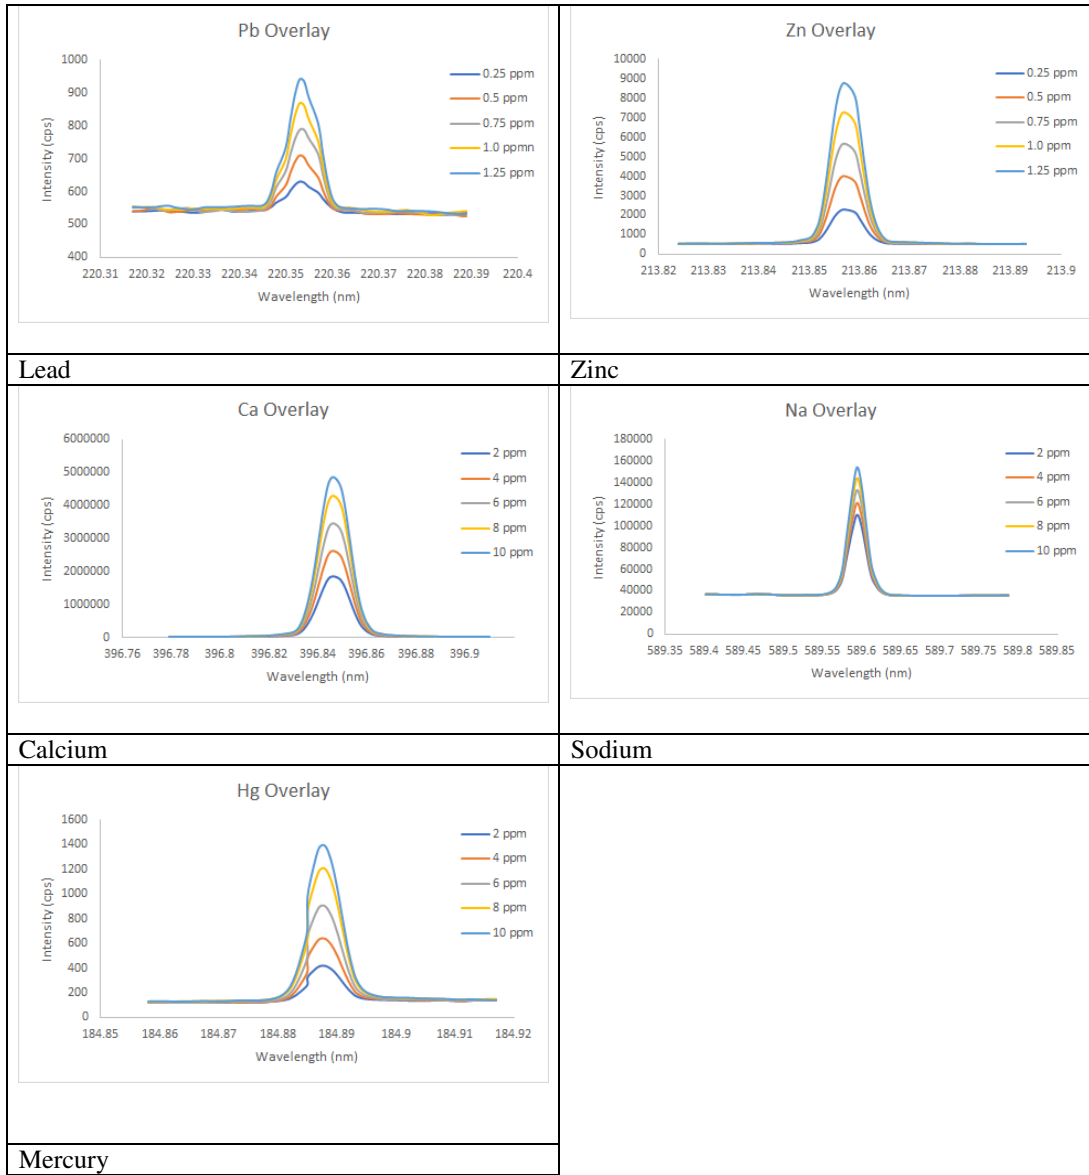 Pb Overlay
1000
900
800
700
600
500
400
Intensity (cps)
220.31 220.32 220.33 220.34 220.35 220.36 220.37 220.38 220.39 220.4
Wavelength (nm)
0.25 ppm
0.5 ppm
0.75 ppm
1.0 ppmn
1.25 ppm
Lead
Zn Overlay
10000
9000
8000
7000
6000
5000
4000
3000
2000
1000
0
Intensity (cps)
213.82 213.83 213.84 213.85 213.86 213.87 213.88 213.89 213.9
Wavelength (nm)
0.25 ppm
0.5 ppm
0.75 ppm
1.0 ppm
1.25 ppm
Zinc
Ca Overlay
6000000
5000000
4000000
3000000
2000000
1000000
0
Intensity (cps)
396.76 396.78 396.8 396.82 396.84 396.86 396.88 396.9
Wavelength (nm)
2 ppm
4 ppm
6 ppm
8 ppm
10 ppm
Calcium
Na Overlay
180000
160000
140000
120000
100000
80000
60000
40000
20000
0
Intensity (cps)
589.35 589.4 589.45 589.5 589.55 589.6 589.65 589.7 589.75 589.8 589.85
Wavelength (nm)
2 ppm
4 ppm
6 ppm
8 ppm
10 ppm
Sodium
Hg Overlay
1600
1400
1200
1000
800
600
400
200
0
Intensity (cps)
184.85 184.86 184.87 184.88 184.89 184.9 184.91 184.92
Wavelength (nm)
2 ppm
4 ppm
6 ppm
8 ppm
10 ppm
Mercury